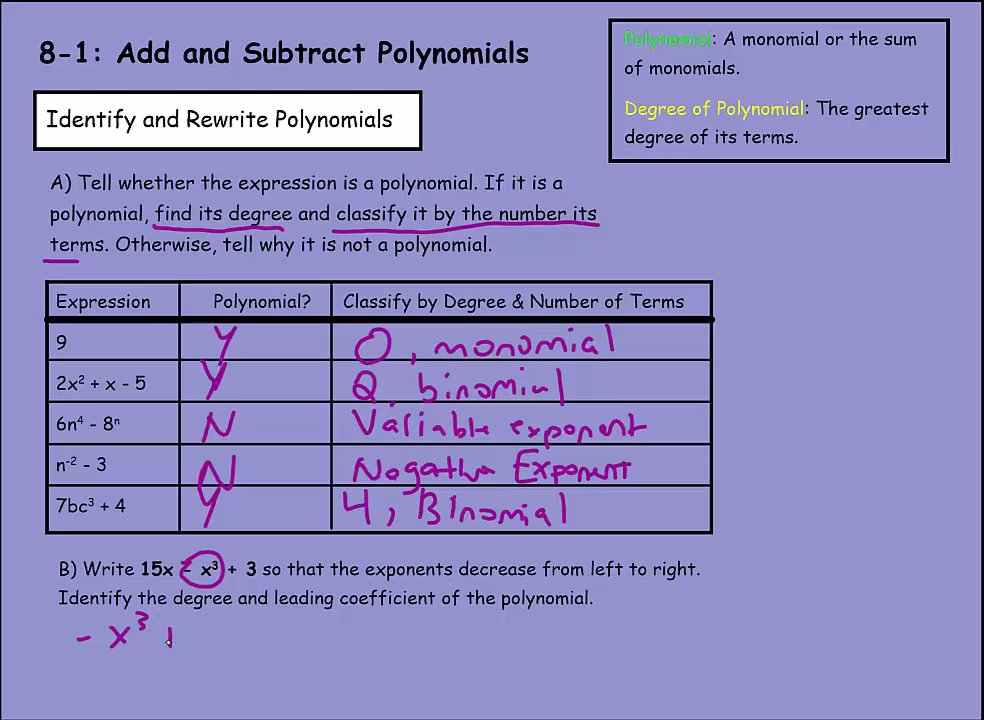 8-1: Add and Subtract Polynomials
Polynomial: A monomial or the sum
of monomials.
Degree of Polynomial: The greatest
degree of its terms.
Identify and Rewrite Polynomials
A) Tell whether the expression is a polynomial. If it is a
polynomial, find its degree and classify it by the number its
terms. Otherwise, tell why it is not a polynomial.
Expression Polynomial? Classify by Degree & Number of Terms
9 Y 0, monomial
2x² + x - 5 Y 2, binomial
6n⁴ - 8ⁿ N Variable exponent
n⁻² - 3 N Negative Exponent
7bc³ + 4 Y 4, Binomial
B) Write 15x - x³ + 3 so that the exponents decrease from left to right.
Identify the degree and leading coefficient of the polynomial.
- x³